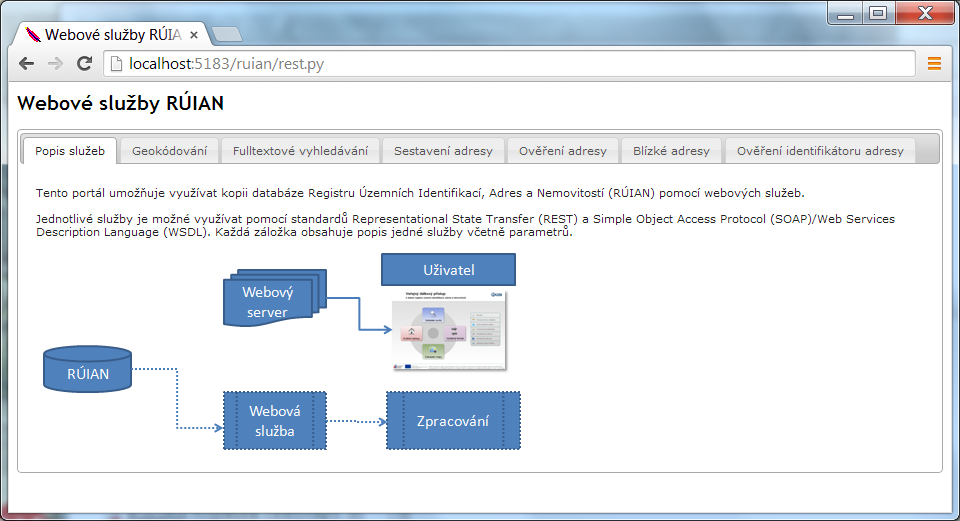 Webové služby RÚIA
localhost:5183/ruian/rest.py
Webové služby RÚIAN
Popis služeb
Geokódování
Fulltextové vyhledávání
Sestavení adresy
Ověření adresy
Blízké adresy
Ověření identifikátoru adresy
Tento portál umožňuje využívat kopii databáze Registru Územních Identifikací, Adres a Nemovitostí (RÚIAN) pomocí webových služeb.
Jednotlivé služby je možné využívat pomocí standardů Representational State Transfer (REST) a Simple Object Access Protocol (SOAP)/Web Services
Description Language (WSDL). Každá záložka obsahuje popis jedné služby včetně parametrů.
Uživatel
Webový
server
Veřejný dálkový přístup
RÚIAN
Webová
služba
Zpracování